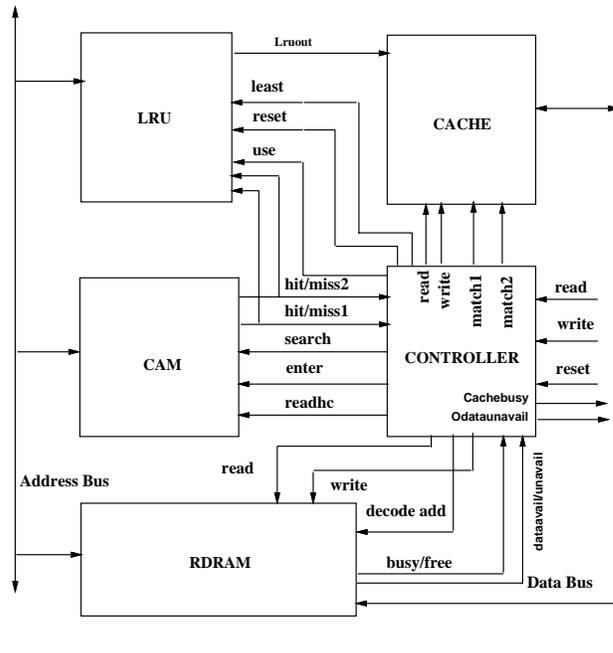 Lruout
least
LRU
reset
CACHE
use
read
write
match1
match2
hit/miss2
read
hit/miss1
write
search
CONTROLLER
CAM
enter
reset
Cachebusy
readhc
Odataunavail
read
Address Bus
write
decode add
dataavail/unavail
RDRAM
busy/free
Data Bus